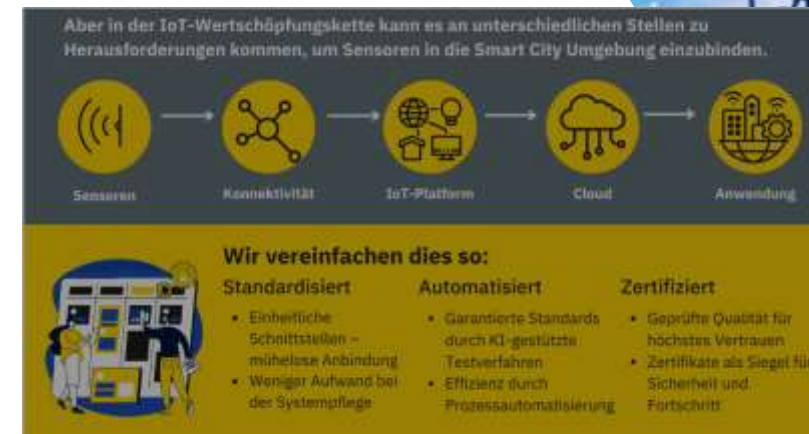 Aber in der IoT-Wertschöpfungskette kann es an unterschiedlichen Stellen zu
Herausforderungen kommen, um Sensoren in die Smart City Umgebung einzubinden.
Sensoren
Konnektivität
IoT-Platform
Cloud
Anwendung
Wir vereinfachen dies so:
Standardisiert
• Einheitliche
Schnittstellen –
mühelose Anbindung
• Weniger Aufwand bei
der Systempflege
Automatisiert
• Garantierte Standards
durch KI-gestützte
Testverfahren
• Effizienz durch
Prozessautomatisierung
Zertifiziert
• Geprüfte Qualität für
höchstes Vertrauen
• Zertifikate als Siegel für
Sicherheit und
Fortschritt